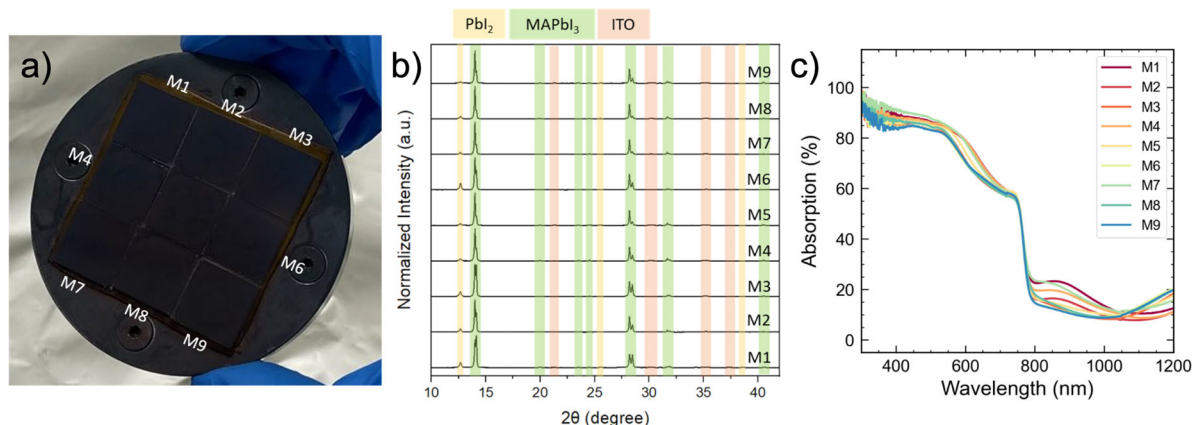 a)
M1
M2
M3
M4
M6
M7
M8
M9
b)
PbI₂ MAPbI₃ ITO
Normalized Intensity (a.u.)
M9
M8
M7
M6
M5
M4
M3
M2
M1
10 15 20 25 30 35 40
2θ (degree)
c)
Absorption (%)
100
80
60
40
20
0
M1
M2
M3
M4
M5
M6
M7
M8
M9
400 600 800 1000 1200
Wavelength (nm)